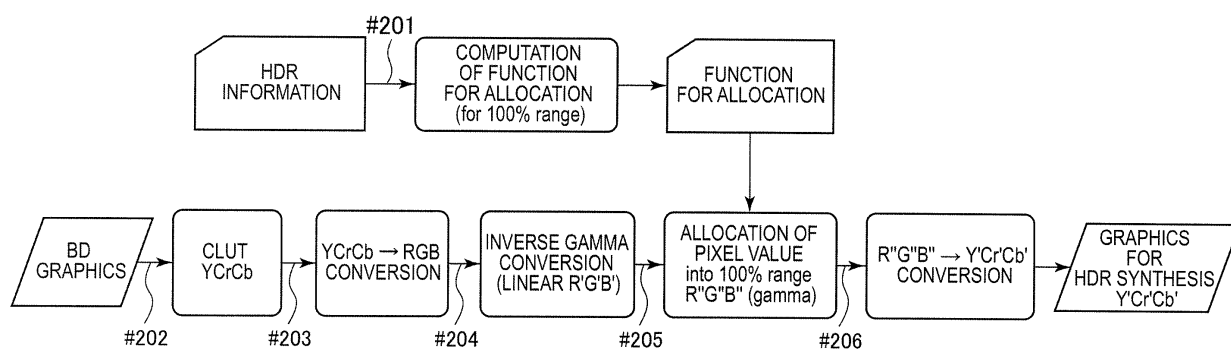 #201
HDR
INFORMATION
COMPUTATION
OF FUNCTION
FOR ALLOCATION
(for 100% range)
FUNCTION
FOR ALLOCATION
BD
GRAPHICS
CLUT
YCrCb
YCrCb → RGB
CONVERSION
INVERSE GAMMA
CONVERSION
(LINEAR R'G'B')
ALLOCATION OF
PIXEL VALUE
into 100% range
R"G"B" (gamma)
R"G"B" → Y'Cr'Cb'
CONVERSION
GRAPHICS
FOR
HDR SYNTHESIS
Y'Cr'Cb'
#202
#203
#204
#205
#206